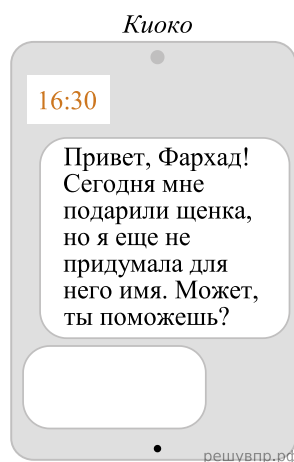 Киоко
16:30
Привет, Фархад!
Сегодня мне
подарили щенка,
но я еще не
придумала для
него имя. Может,
ты поможешь?
решувпр.рф